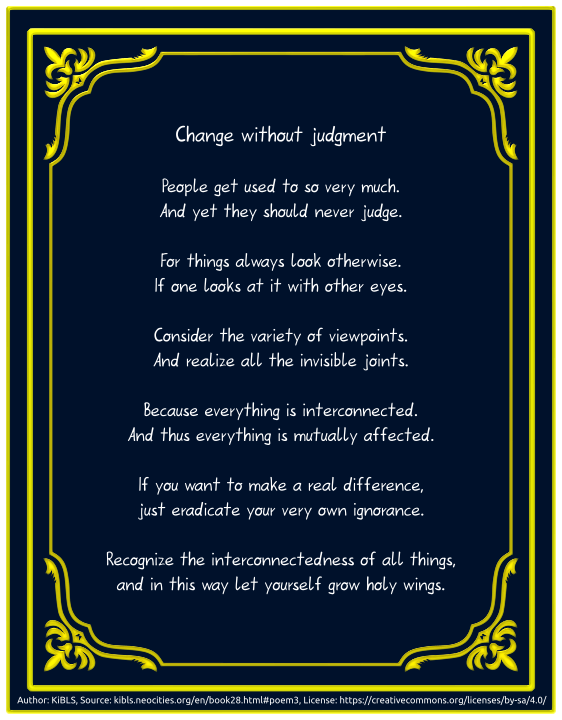 Change without judgment
People get used to so very much.
And yet they should never judge.
For things always look otherwise.
If one looks at it with other eyes.
Consider the variety of viewpoints.
And realize all the invisible joints.
Because everything is interconnected.
And thus everything is mutually affected.
If you want to make a real difference,
just eradicate your very own ignorance.
Recognize the interconnectedness of all things,
and in this way let yourself grow holy wings.
Author: KiBLS, Source: kibls.neocities.org/en/book28.html#poem3, License: https://creativecommons.org/licenses/by-sa/4.0/